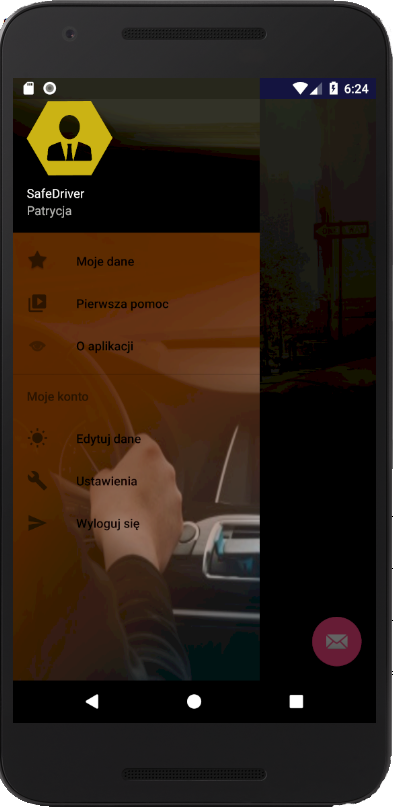 6:24
SafeDriver
Patrycja
Moje dane
Pierwsza pomoc
O aplikacji
Moje konto
Edytuj dane
Ustawienia
Wyloguj się